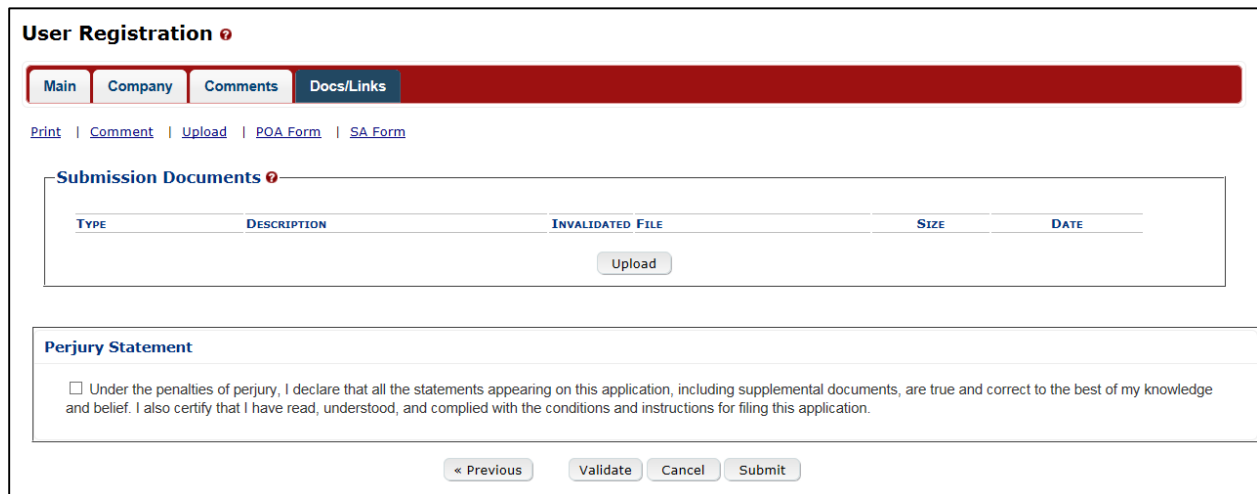 User Registration ?
Main Company Comments Docs/Links
Print | Comment | Upload | POA Form | SA Form
Submission Documents ?
TYPE DESCRIPTION INVALIDATED FILE SIZE DATE
Upload
Perjury Statement
Under the penalties of perjury, I declare that all the statements appearing on this application, including supplemental documents, are true and correct to the best of my knowledge
and belief. I also certify that I have read, understood, and complied with the conditions and instructions for filing this application.
« Previous Validate Cancel Submit